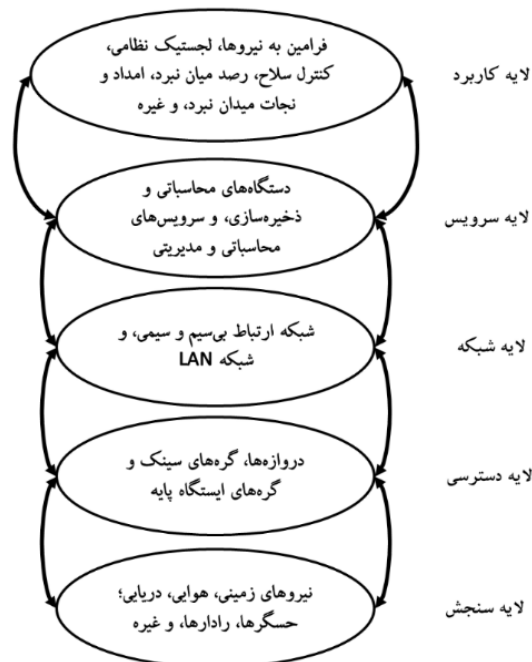 فرامین به نیروها، لجستیک نظامی،
کنترل سلاح، رصد میان نبرد، امداد و
نجات میدان نبرد، و غیره
لایه کاربرد
دستگاه‌های محاسباتی و
ذخیره‌سازی، و سرویس‌های
محاسباتی و مدیریتی
لایه سرویس
شبکه ارتباط بی‌سیم و سیمی، و
شبکه LAN
لایه شبکه
دروازه‌ها، گره‌های سینک و
گره‌های ایستگاه پایه
لایه دسترسی
نیروهای زمینی، هوایی، دریایی؛
حسگرها، رادارها، و غیره
لایه سنجش